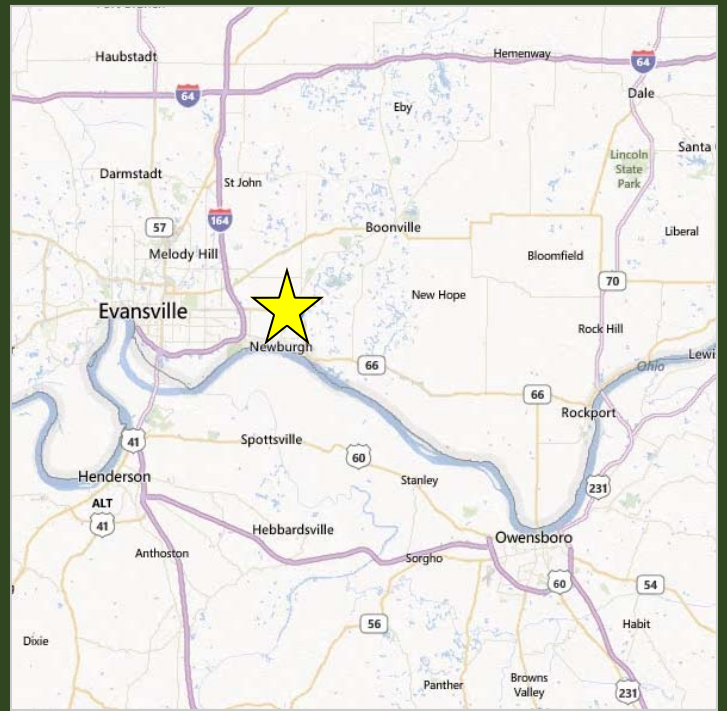 Haubstadt
Hemenway
64
64
Dale
Eby
Santa
Lincoln
State
Park
Darmstadt
St John
164
57
Boonville
Liberal
Melody Hill
Bloomfield
70
New Hope
Evansville
Rock Hill
Newburgh
Lewi
66
Ohio
66
Rockport
41
Spottsville
60
Henderson
Stanley
231
ALT
41
Hebbardsville
Owensboro
Anthoston
Sorgho
60
54
56
Habit
Dixie
Panther
Browns
Valley
231